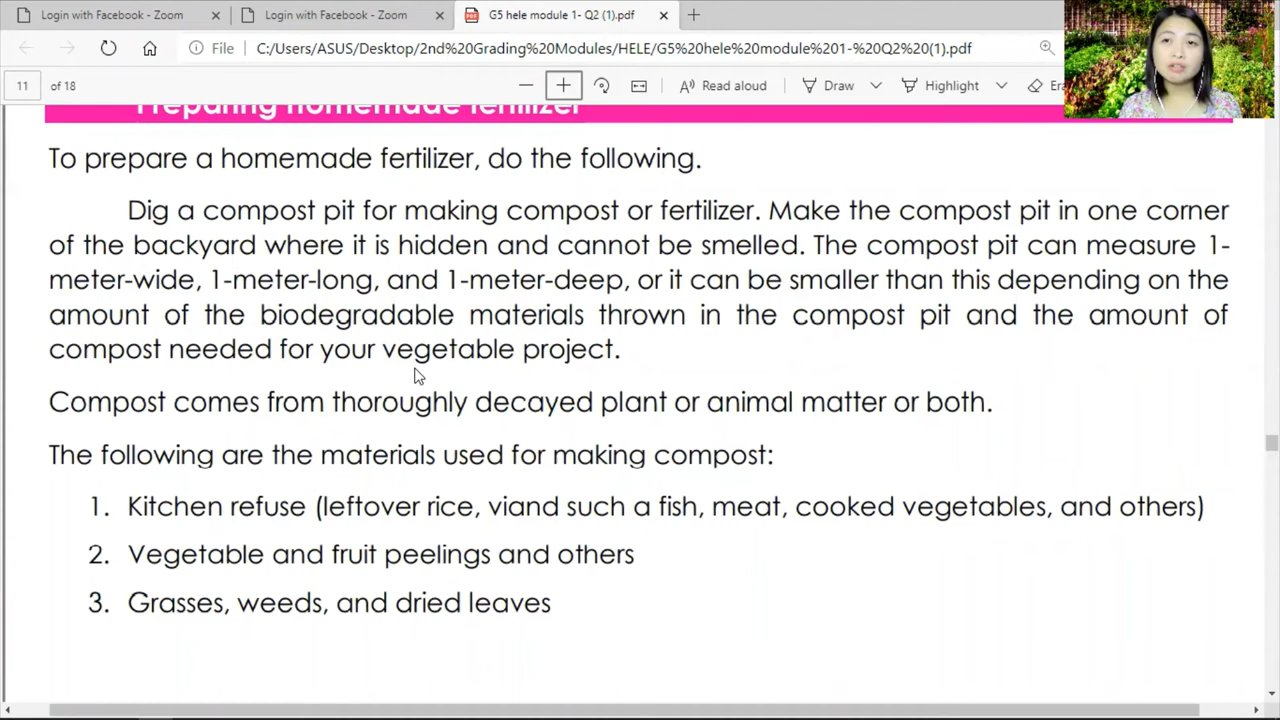 Login with Facebook - Zoom
Login with Facebook - Zoom
G5 hele module 1- Q2 (1).pdf
File
C:/Users/ASUS/Desktop/2nd%20Grading%20Modules/HELE/G5%20hele%20module%201-%20Q2%20(1).pdf
11 of 18
Read aloud
Draw
Highlight
Preparing homemade fertilizer
To prepare a homemade fertilizer, do the following.
Dig a compost pit for making compost or fertilizer. Make the compost pit in one corner
of the backyard where it is hidden and cannot be smelled. The compost pit can measure 1-
meter-wide, 1-meter-long, and 1-meter-deep, or it can be smaller than this depending on the
amount of the biodegradable materials thrown in the compost pit and the amount of
compost needed for your vegetable project.
Compost comes from thoroughly decayed plant or animal matter or both.
The following are the materials used for making compost:
1. Kitchen refuse (leftover rice, viand such a fish, meat, cooked vegetables, and others)
2. Vegetable and fruit peelings and others
3. Grasses, weeds, and dried leaves